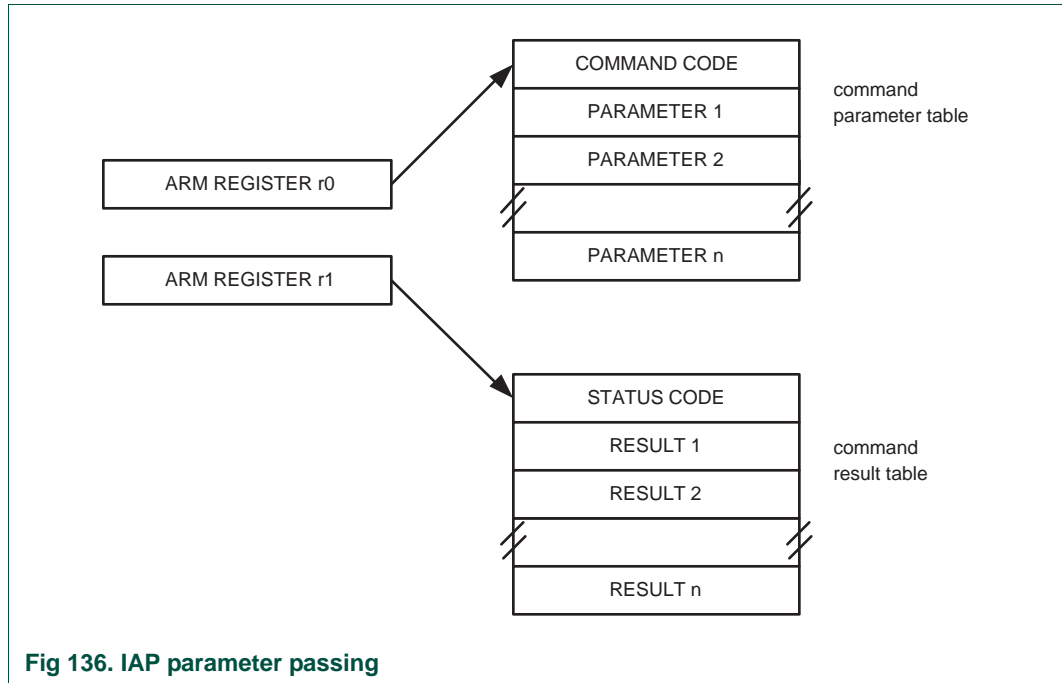 COMMAND CODE
PARAMETER 1
PARAMETER 2
PARAMETER n
command
parameter table
ARM REGISTER r0
ARM REGISTER r1
STATUS CODE
RESULT 1
RESULT 2
RESULT n
command
result table
Fig 136. IAP parameter passing